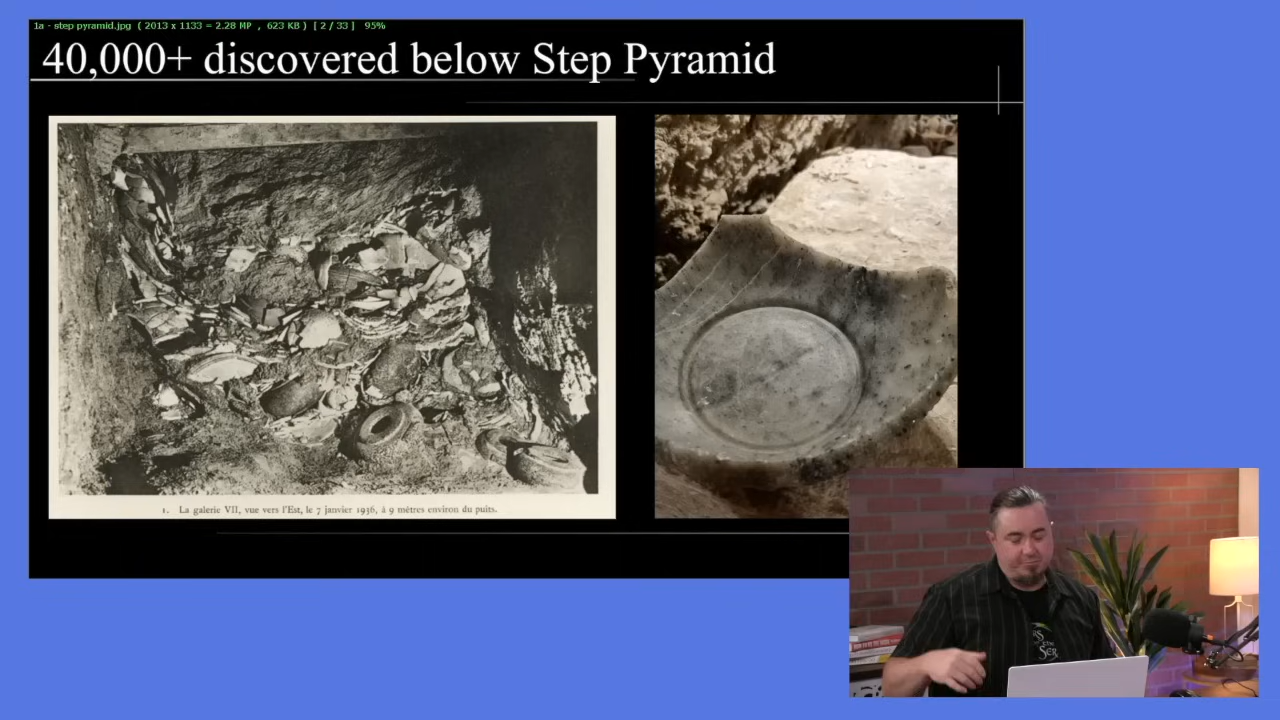 1a - step pyramid.jpg ( 2013 x 1133 = 2.28 MP , 623 KB ) [ 2 / 33 ] 95%
40,000+ discovered below Step Pyramid
1. La galerie VII, vue vers l'Est, le 7 janvier 1936, à 9 mètres environ du puits.